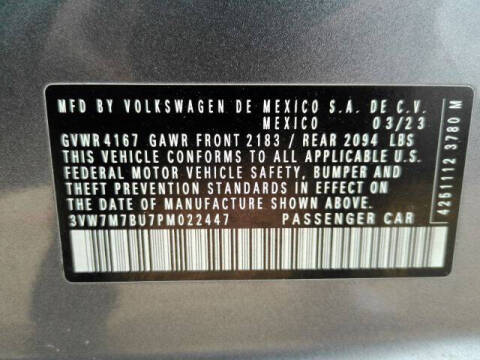 MFD BY VOLKSWAGEN DE MEXICO S.A. DE C.V.
MEXICO 03/23
GVWR 4167 GAWR FRONT 2183 / REAR 2094 LBS
THIS VEHICLE CONFORMS TO ALL APPLICABLE U.S.
FEDERAL MOTOR VEHICLE SAFETY, BUMPER AND
THEFT PREVENTION STANDARDS IN EFFECT ON
THE DATE OF MANUFACTURE SHOWN ABOVE.
3VW7M7BU7PM022447 PASSENGER CAR
4251112 3780 M